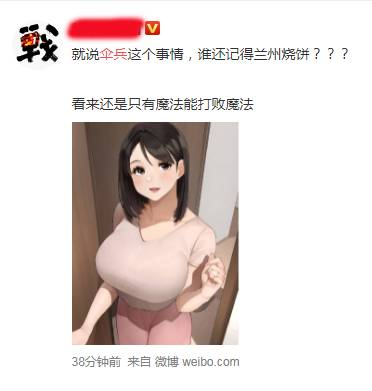 戰
就说伞兵这个事情，谁还记得兰州烧饼？？？
看来还是只有魔法能打败魔法
38分钟前 来自 微博 weibo.com